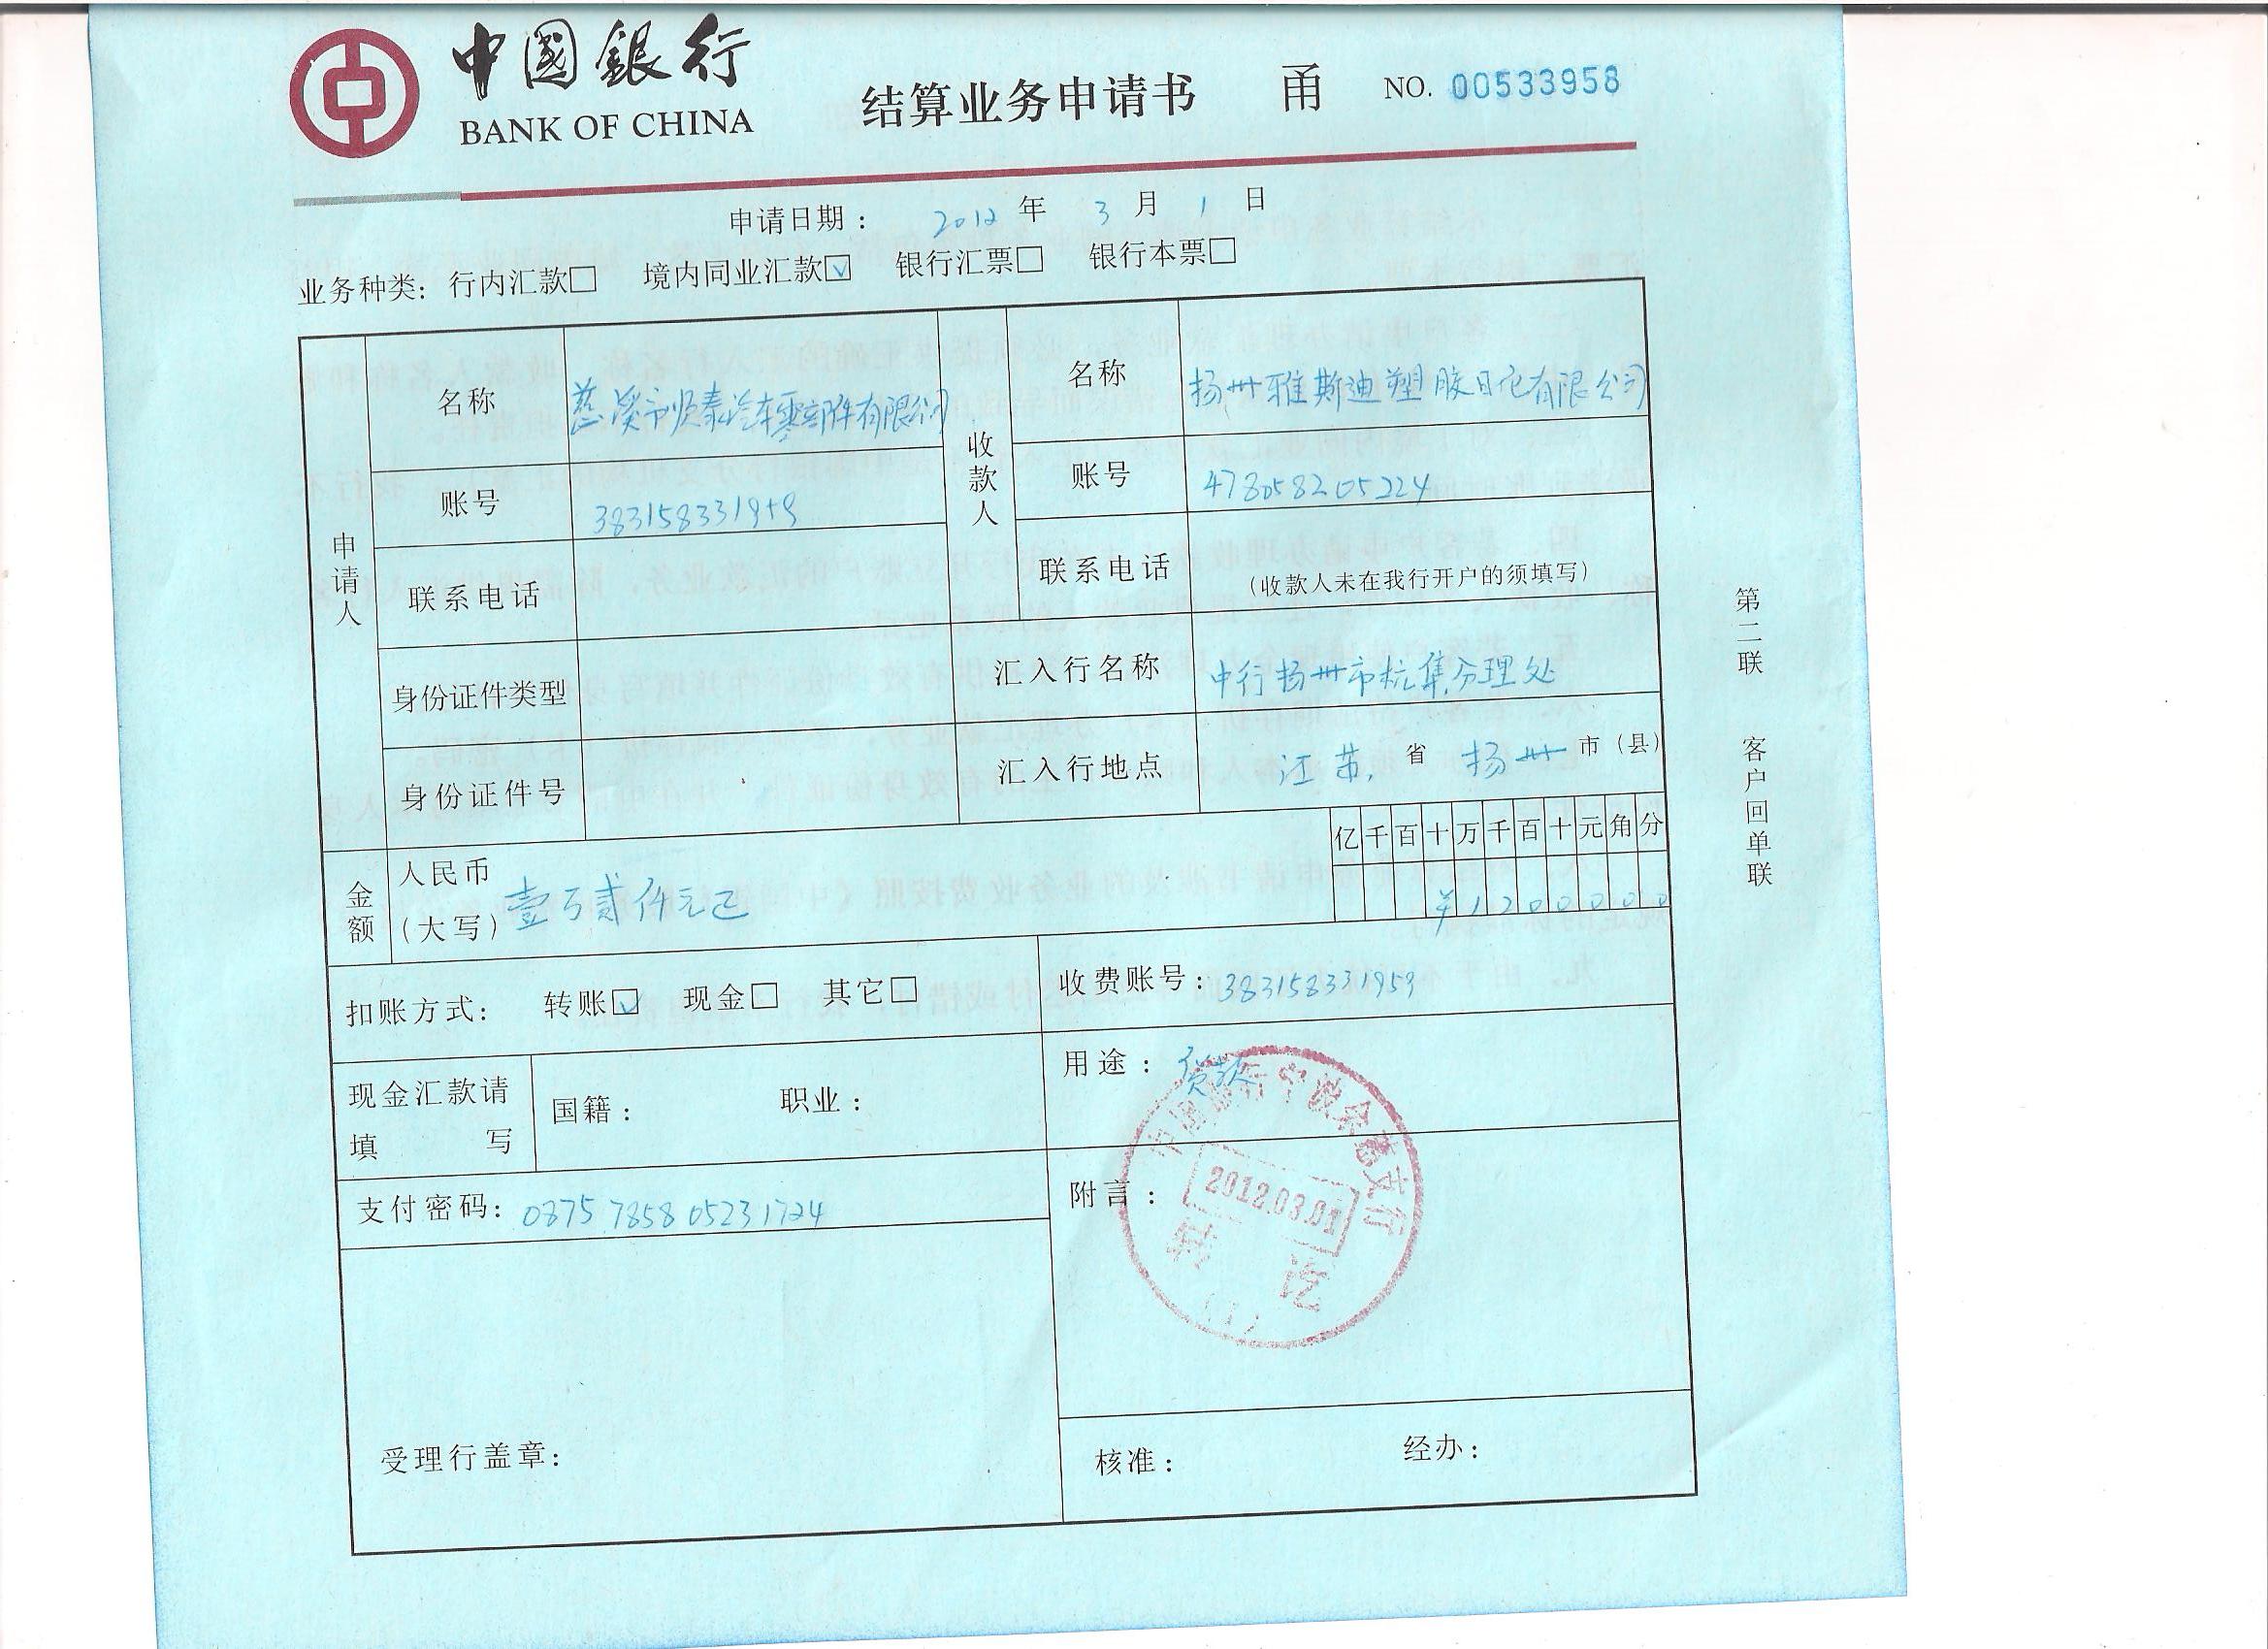 中國銀行
BANK OF CHINA
结算业务申请书 甬 NO. 00533958
申请日期： 2012 年 3 月 1 日
业务种类： 行内汇款□ 境内同业汇款☑ 银行汇票□ 银行本票□
申请人
名称 慈溪市顺泰汽车零部件有限公司
账号 383158331959
联系电话
身份证件类型
身份证件号
收款人
名称 扬州雅斯迪塑胶日化有限公司
账号 478058205224
联系电话 (收款人未在我行开户的须填写)
汇入行名称 中行扬州市杭集分理处
汇入行地点 江苏 省 扬州 市（县）
金额 人民币（大写） 壹万贰仟元正
亿 千 百 十 万 千 百 十 元 角 分
¥ 1 2 0 0 0 0 0
扣账方式： 转账☑ 现金□ 其它□
收费账号： 383158331959
现金汇款请填写 国籍： 职业：
用途： 货款
支付密码： 0875 7858 0523 1724
附言：
中国银行宁波余慈支行
2012.03.01
转讫
(1)
受理行盖章：
核准： 经办：
第二联 客户回单联